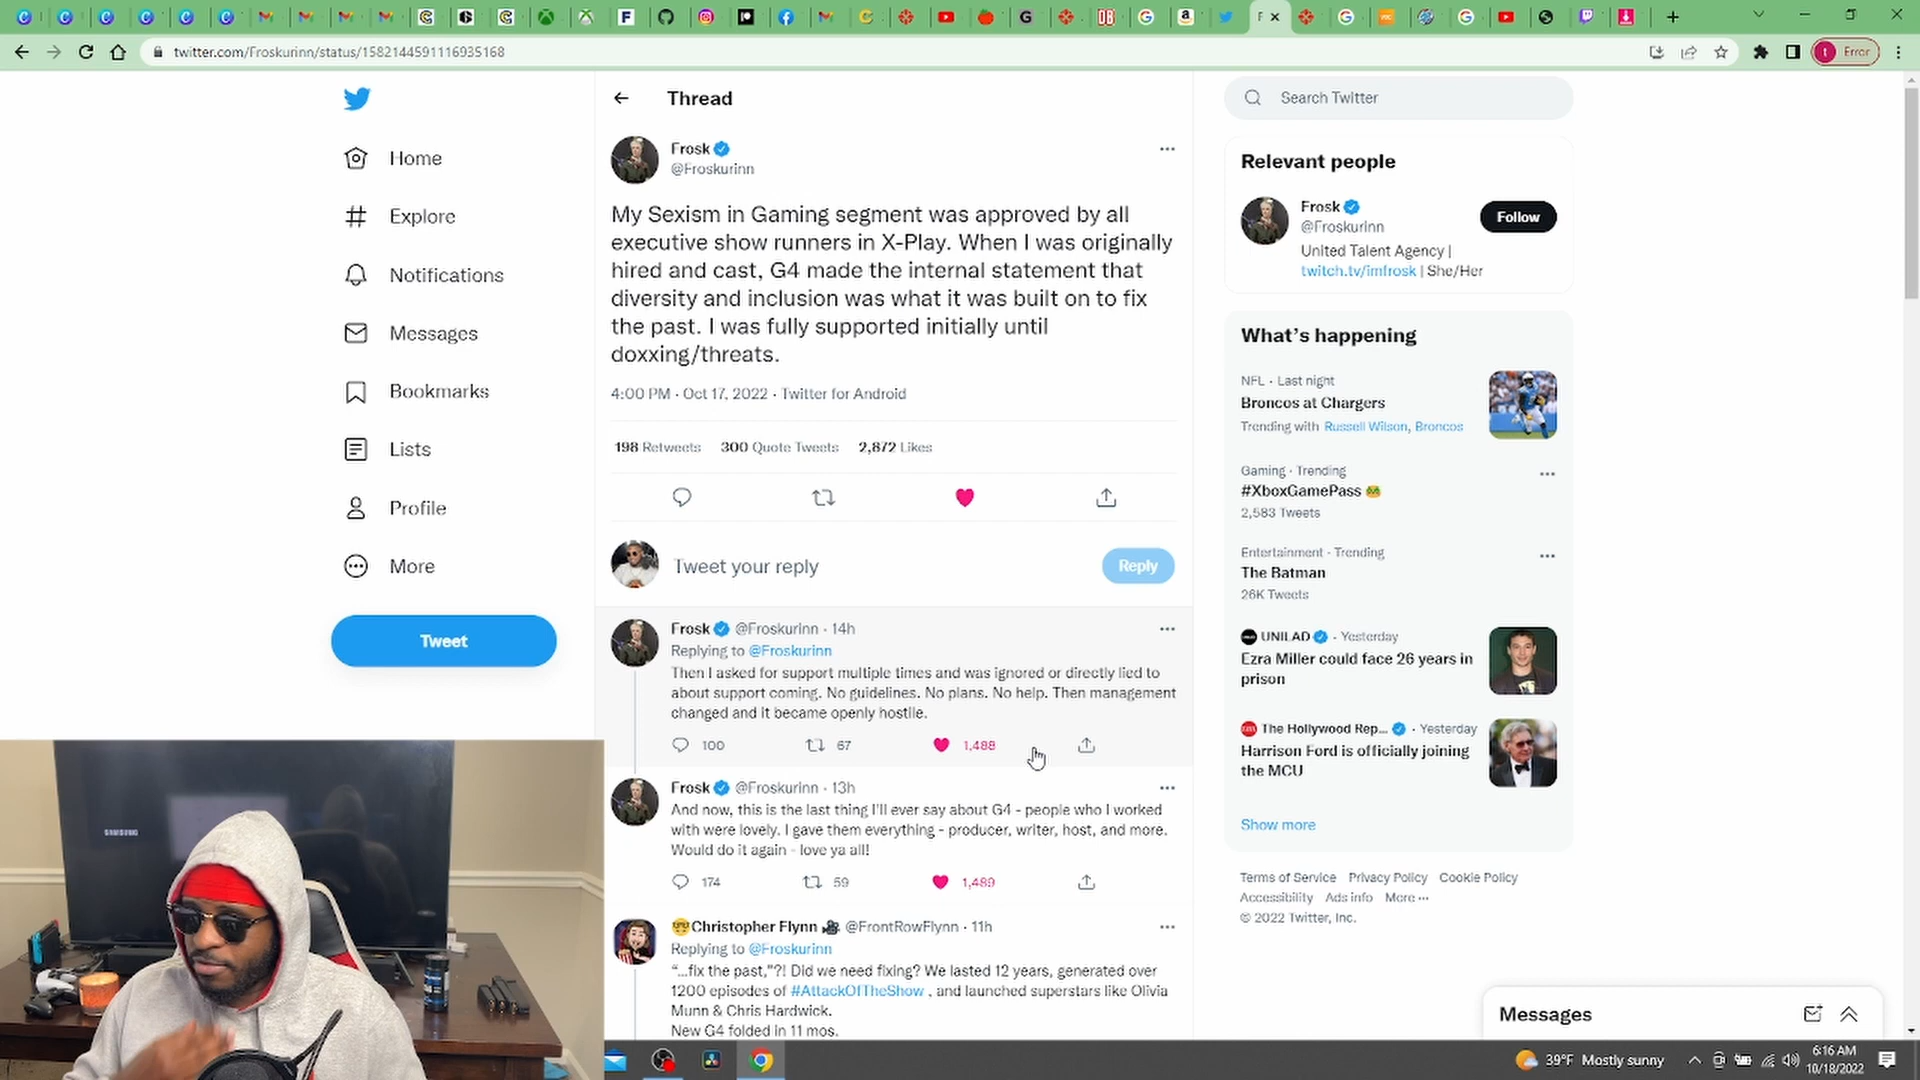 F
twitter.com/Froskurinn/status/1582144591116935168
t
Error
Thread
Search Twitter
Home
Explore
Notifications
Messages
Bookmarks
Lists
Profile
More
Tweet
Frosk
@Froskurinn
My Sexism in Gaming segment was approved by all
executive show runners in X-Play. When I was originally
hired and cast, G4 made the internal statement that
diversity and inclusion was what it was built on to fix
the past. I was fully supported initially until
doxxing/threats.
4:00 PM · Oct 17, 2022 · Twitter for Android
198 Retweets 300 Quote Tweets 2,872 Likes
Tweet your reply
Reply
Frosk @Froskurinn · 14h
Replying to @Froskurinn
Then I asked for support multiple times and was ignored or directly lied to
about support coming. No guidelines. No plans. No help. Then management
changed and it became openly hostile.
100 67 1,488
Frosk @Froskurinn · 13h
And now, this is the last thing I'll ever say about G4 - people who I worked
with were lovely. I gave them everything - producer, writer, host, and more.
Would do it again - love ya all!
174 59 1,489
Christopher Flynn @FrontRowFlynn · 11h
Replying to @Froskurinn
“...fix the past,”?! Did we need fixing? We lasted 12 years, generated over
1200 episodes of #AttackOfTheShow , and launched superstars like Olivia
Munn & Chris Hardwick.
New G4 folded in 11 mos.
Relevant people
Frosk
@Froskurinn
Follow
United Talent Agency |
twitch.tv/imfrosk | She/Her
What’s happening
NFL · Last night
Broncos at Chargers
Trending with Russell Wilson, Broncos
Gaming · Trending
#XboxGamePass
2,583 Tweets
Entertainment · Trending
The Batman
26K Tweets
UNILAD · Yesterday
Ezra Miller could face 26 years in
prison
The Hollywood Rep... · Yesterday
Harrison Ford is officially joining
the MCU
Show more
Terms of Service Privacy Policy Cookie Policy
Accessibility Ads info More ···
© 2022 Twitter, Inc.
Messages
SAMSUNG
39°F Mostly sunny
6:16 AM
10/18/2022